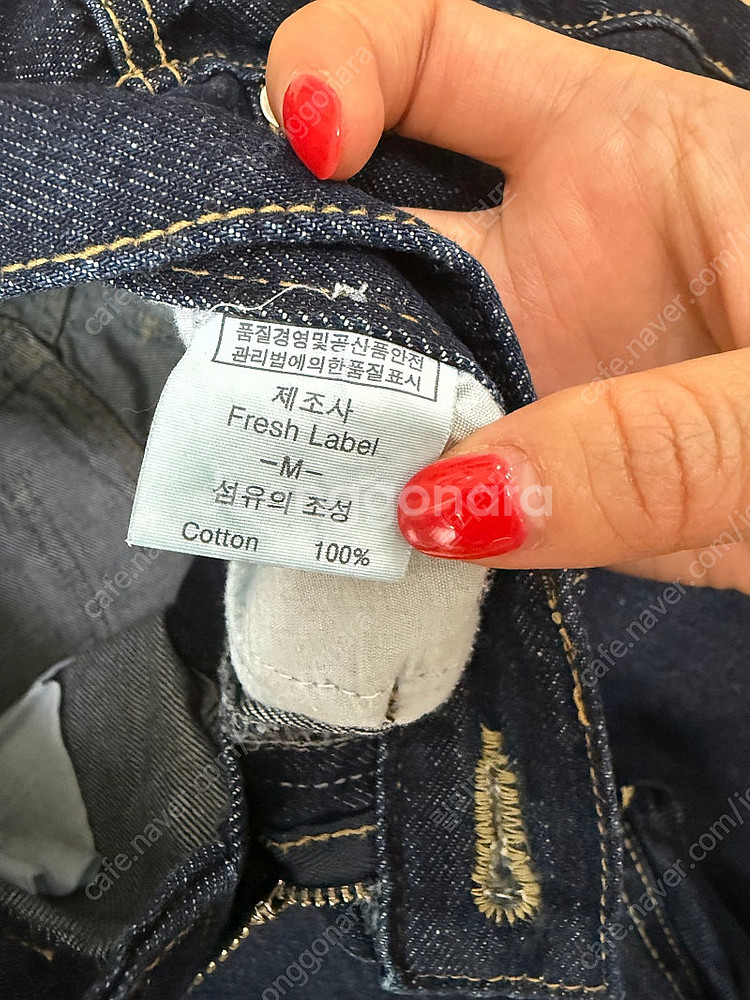 품질경영및공산품안전
관리법에의한품질표시
제조사
Fresh Label
-M-
섬유의 조성
Cotton 100%